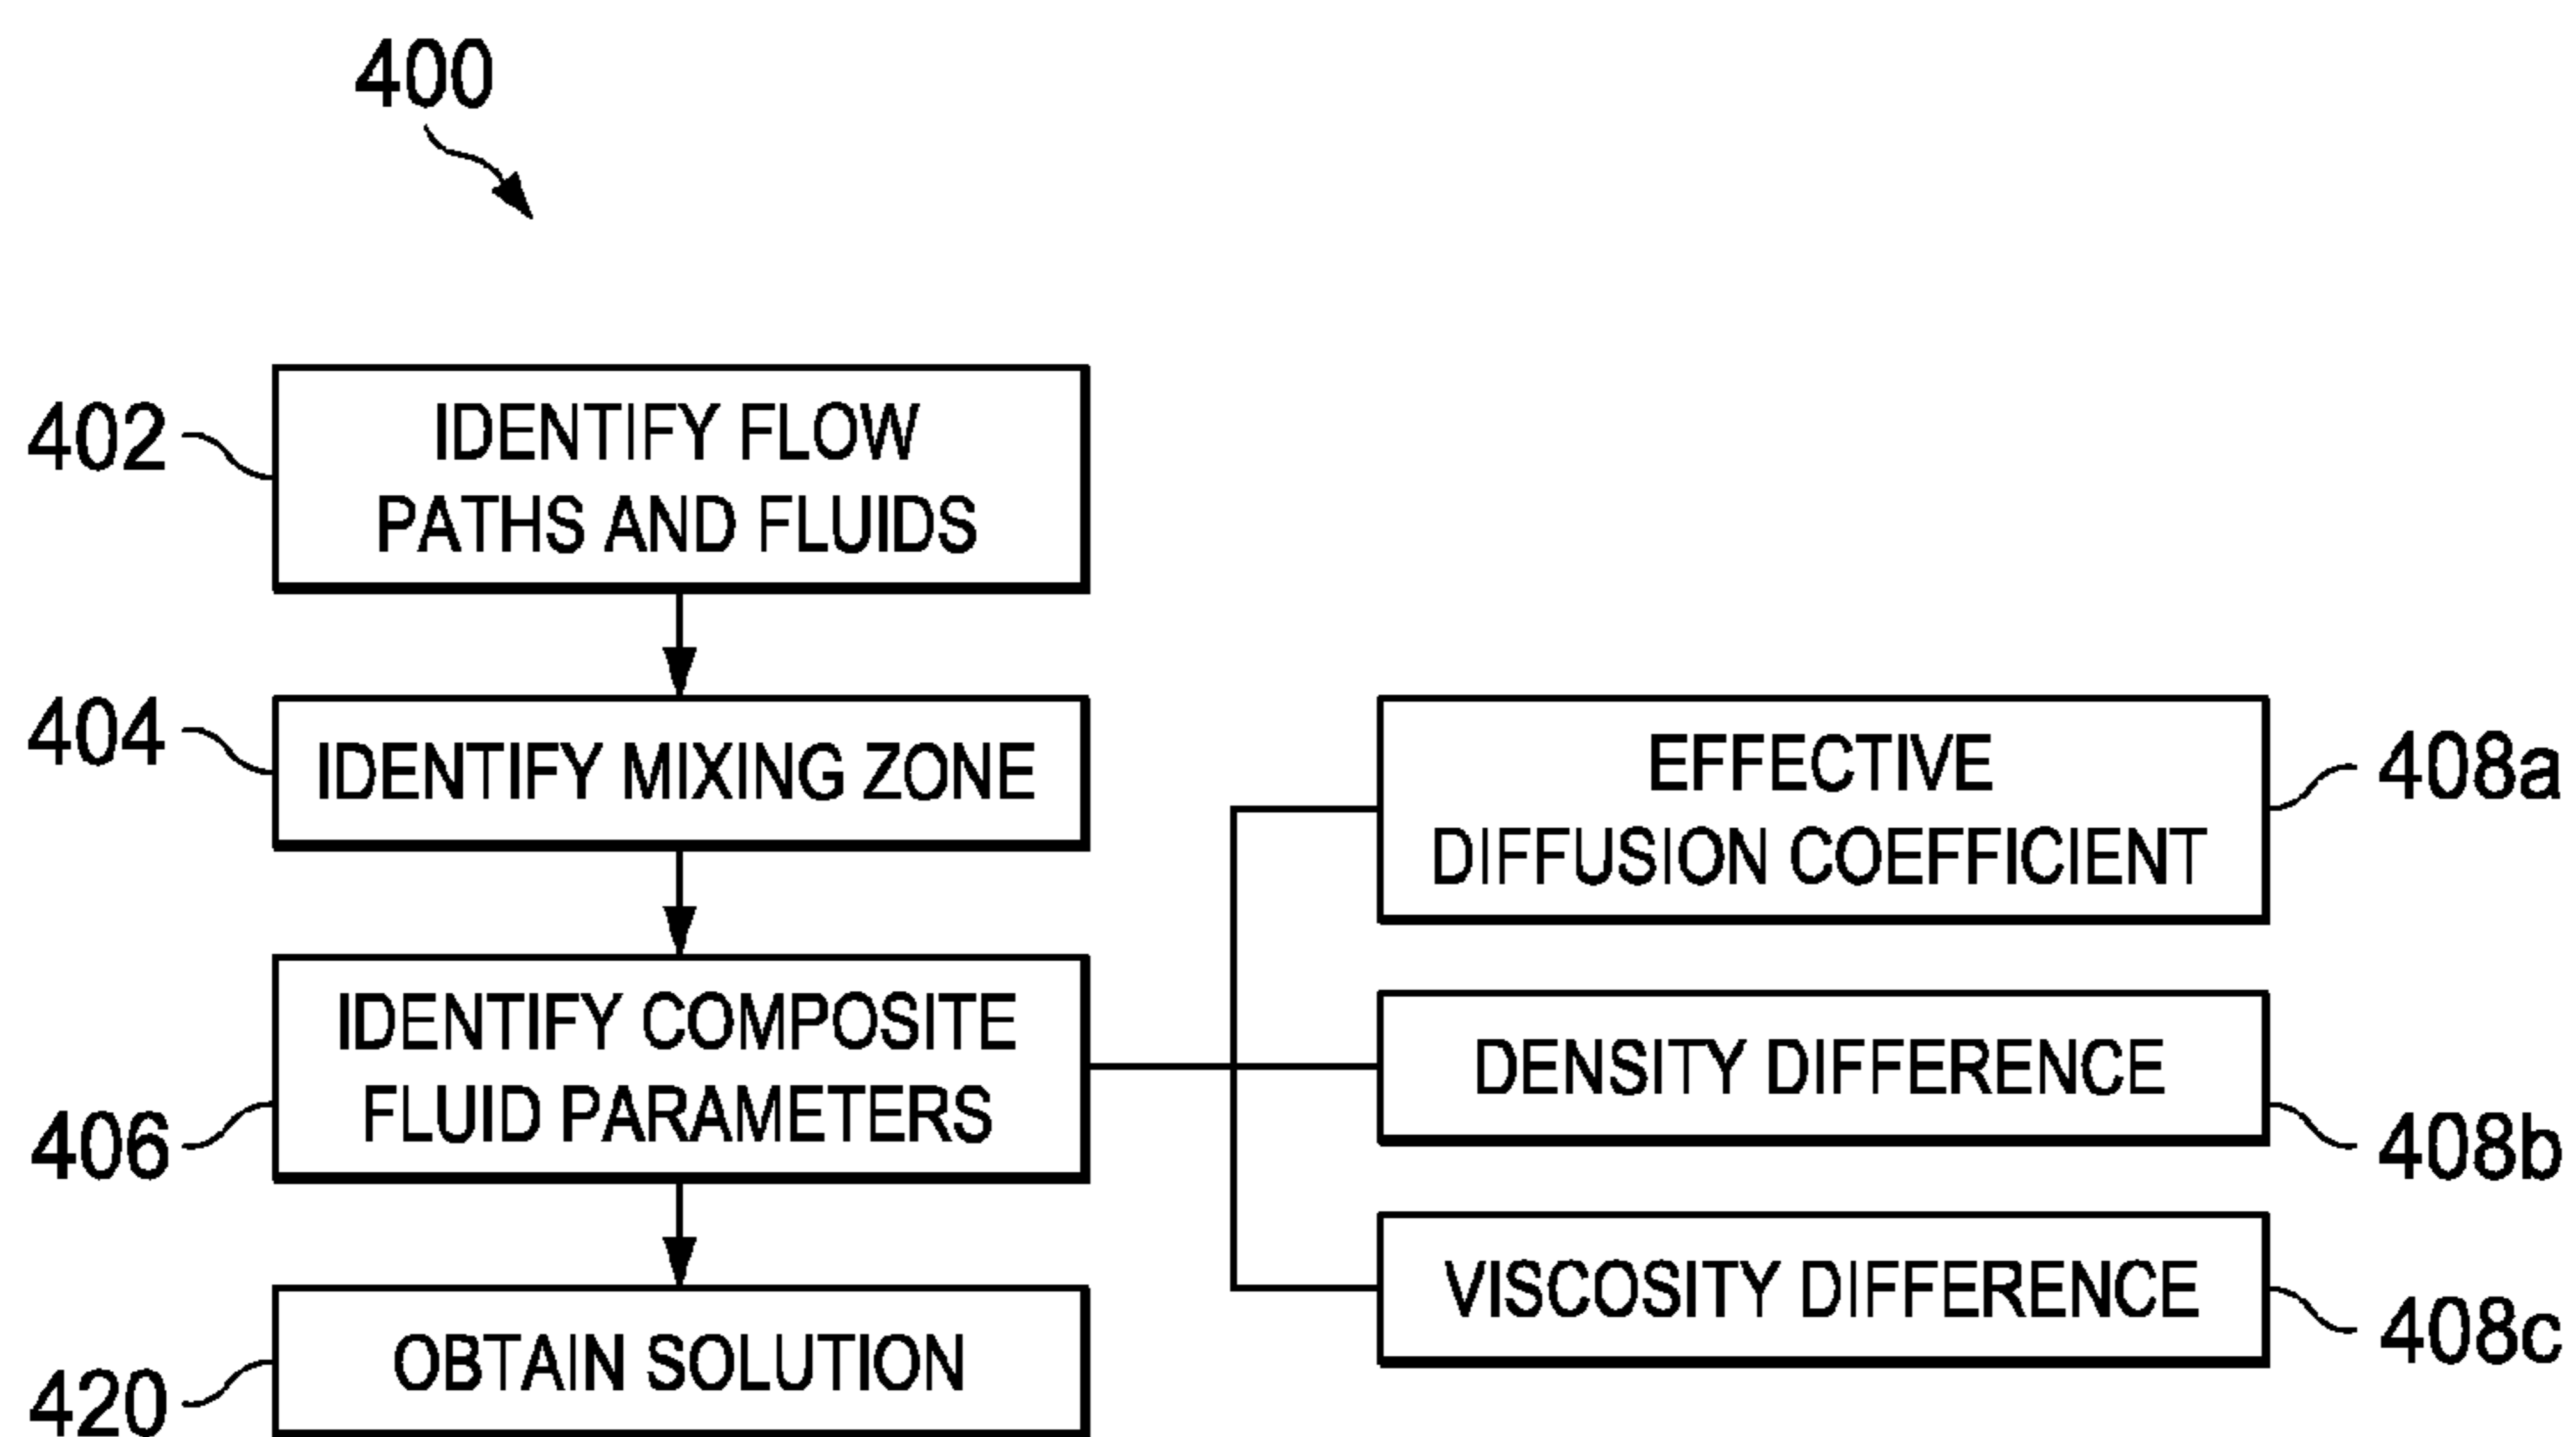 400
402
IDENTIFY FLOW
PATHS AND FLUIDS
404
IDENTIFY MIXING ZONE
406
IDENTIFY COMPOSITE
FLUID PARAMETERS
420
OBTAIN SOLUTION
EFFECTIVE
DIFFUSION COEFFICIENT
408a
DENSITY DIFFERENCE
408b
VISCOSITY DIFFERENCE
408c